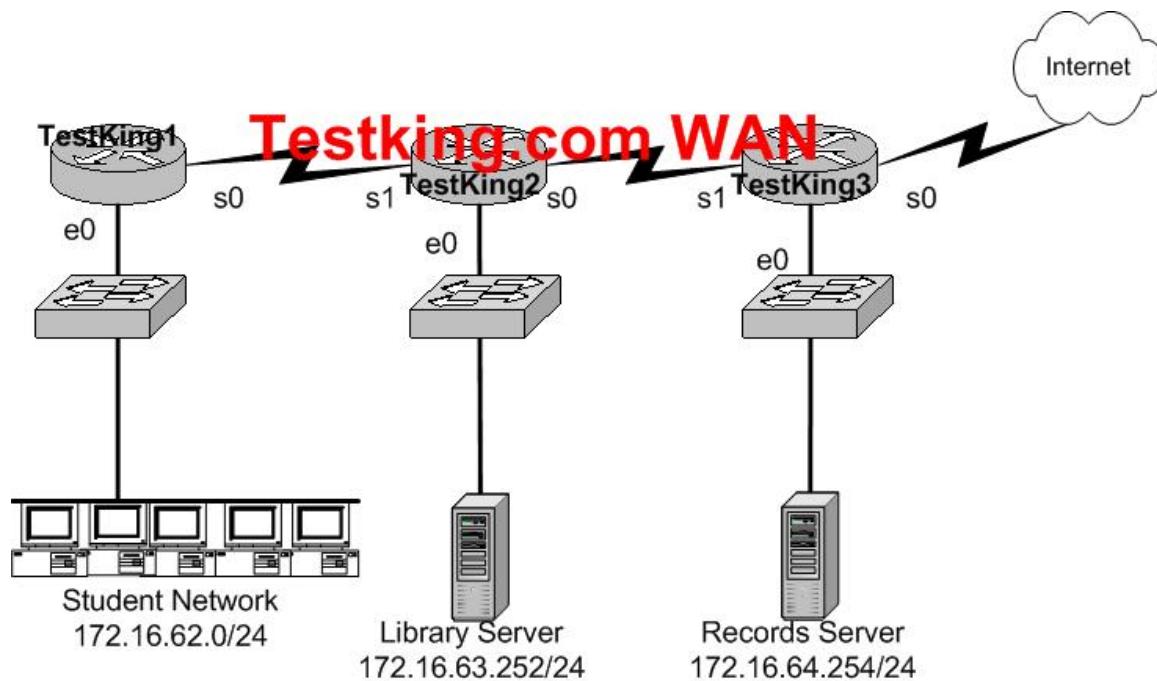 Internet
Testking.com WAN
TestKing1
TestKing2
TestKing3
s0
s1
s0
s1
s0
e0
e0
e0
Student Network
172.16.62.0/24
Library Server
172.16.63.252/24
Records Server
172.16.64.254/24